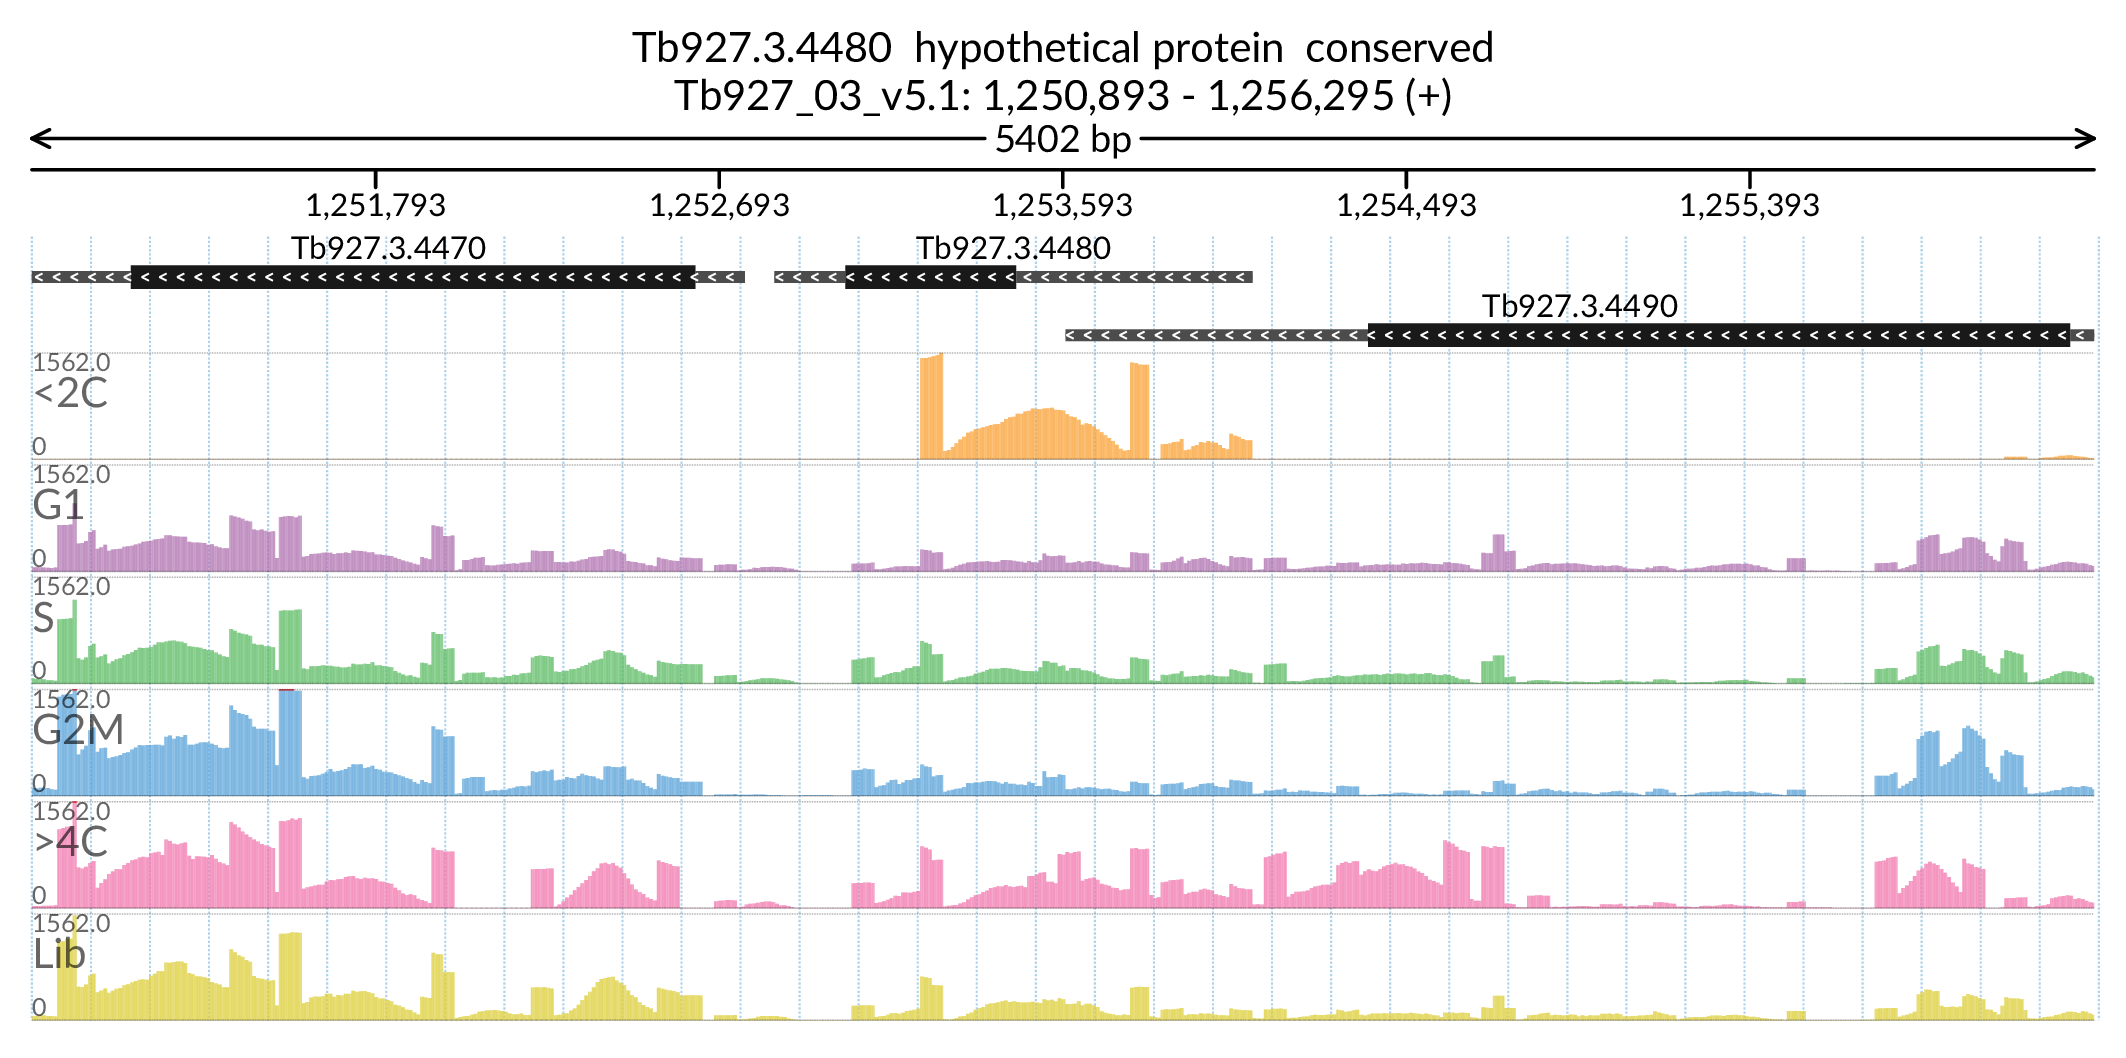 Tb927.3.4480  hypothetical protein  conserved
Tb927_03_v5.1: 1,250,893 - 1,256,295 (+)
5402 bp
1,251,793 1,252,693 1,253,593 1,254,493 1,255,393
Tb927.3.4470 Tb927.3.4480
Tb927.3.4490
1562.0
<2C
0
1562.0
G1
0
1562.0
S
0
1562.0
G2M
0
1562.0
>4C
0
1562.0
Lib
0